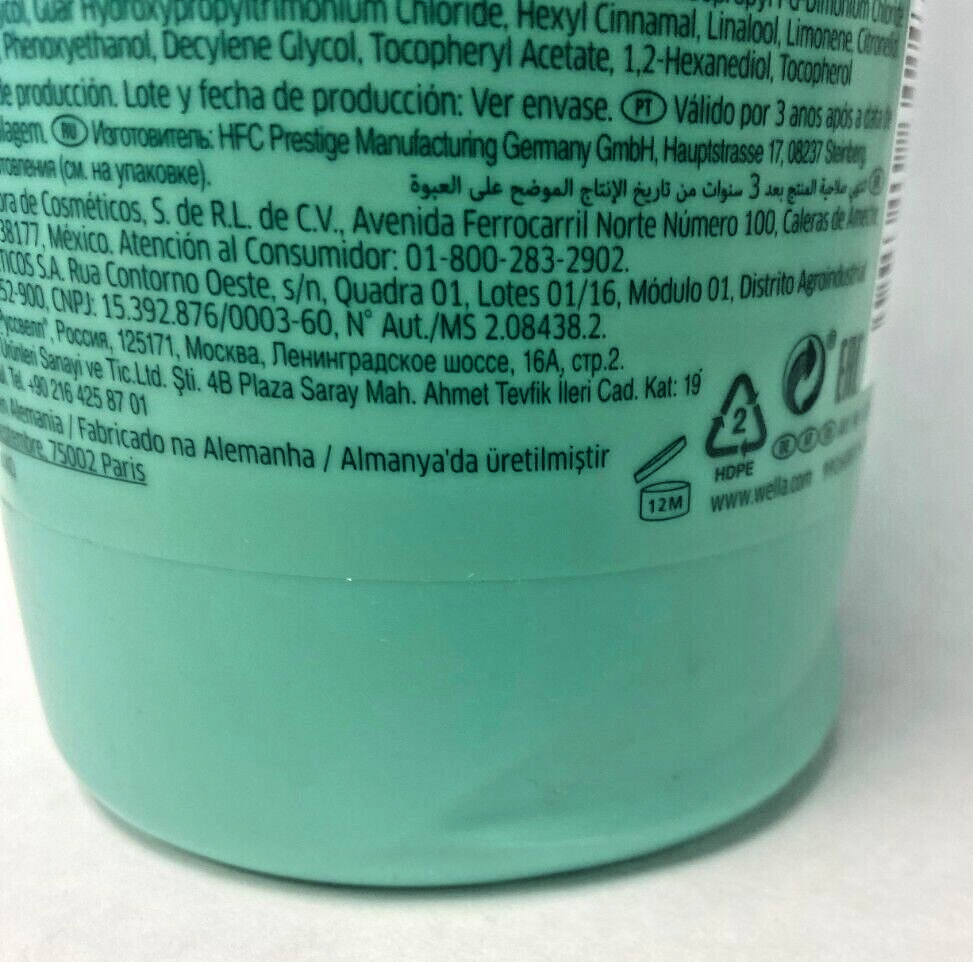 Guar Hydroxypropyltrimonium Chloride, Hexyl Cinnamal, Linalool, Limonene,
Phenoxyethanol, Decylene Glycol, Tocopheryl Acetate, 1,2-Hexanediol, Tocopherol
de producción. Lote y fecha de producción: Ver envase. PT Válido por 3 anos após a data de
RU Изготовитель: HFC Prestige Manufacturing Germany GmbH, Hauptstrasse 17, 08237 Steinberg
(см. на упаковке).
تنتهي صلاحية المنتج بعد 3 سنوات من تاريخ الإنتاج الموضح على العبوة
de Cosméticos, S. de R.L. de C.V., Avenida Ferrocarril Norte Número 100, Caleras de
38177, México. Atención al Consumidor: 01-800-283-2902.
S.A. Rua Contorno Oeste, s/n, Quadra 01, Lotes 01/16, Módulo 01, Distrito Agroindustrial
52-900, CNPJ: 15.392.876/0003-60, N° Aut./MS 2.08438.2.
Россия, 125171, Москва, Ленинградское шоссе, 16А, стр.2.
Ürünleri Sanayi ve Tic.Ltd. Şti. 4B Plaza Saray Mah. Ahmet Tevfik İleri Cad. Kat: 19
Tel. +90 216 425 87 01
Alemania / Fabricado na Alemanha / Almanya'da üretilmiştir
75002 Paris
2
HDPE
12M
www.wella.com